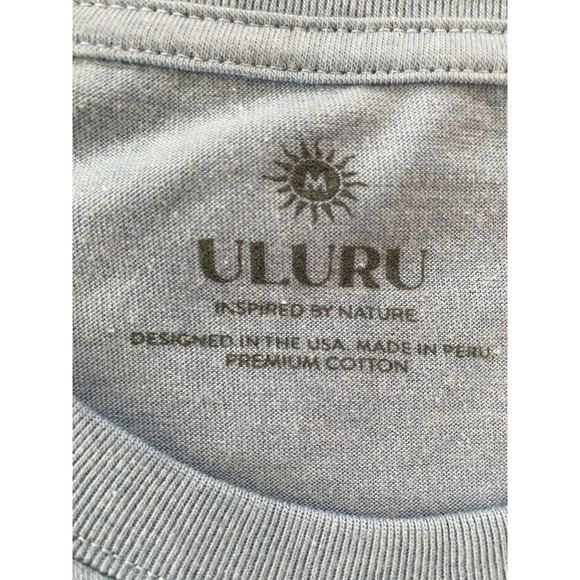 M
ULURU
INSPIRED BY NATURE
DESIGNED IN THE USA. MADE IN PERU.
PREMIUM COTTON